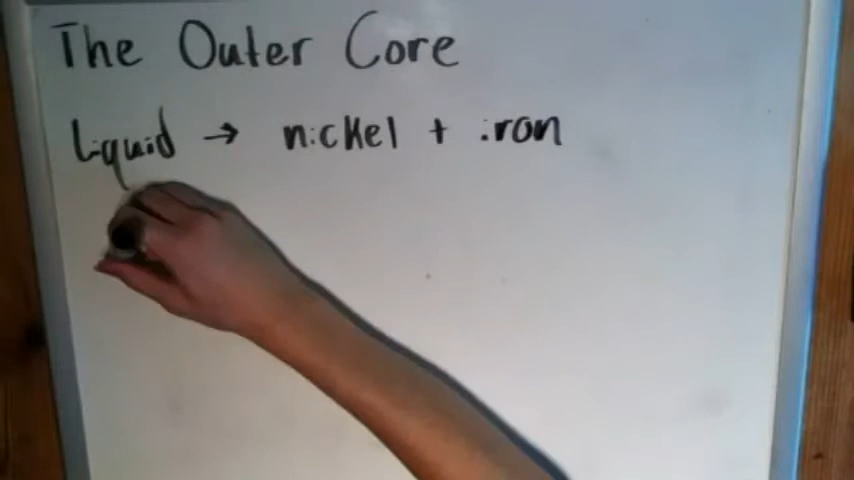 The Outer Core
Liquid → nickel + iron